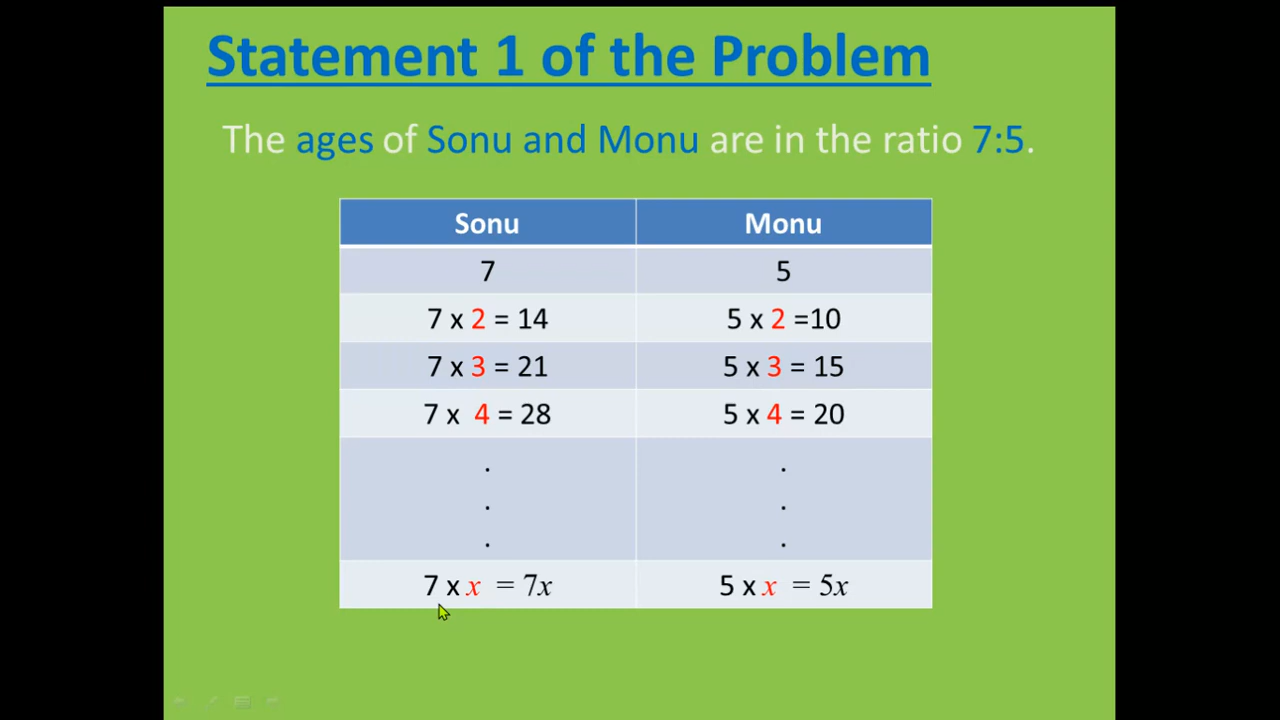 Statement 1 of the Problem
The ages of Sonu and Monu are in the ratio 7:5.
Sonu Monu
7 5
7 x 2 = 14 5 x 2 =10
7 x 3 = 21 5 x 3 = 15
7 x 4 = 28 5 x 4 = 20
. .
. .
. .
7 x x = 7x 5 x x = 5x